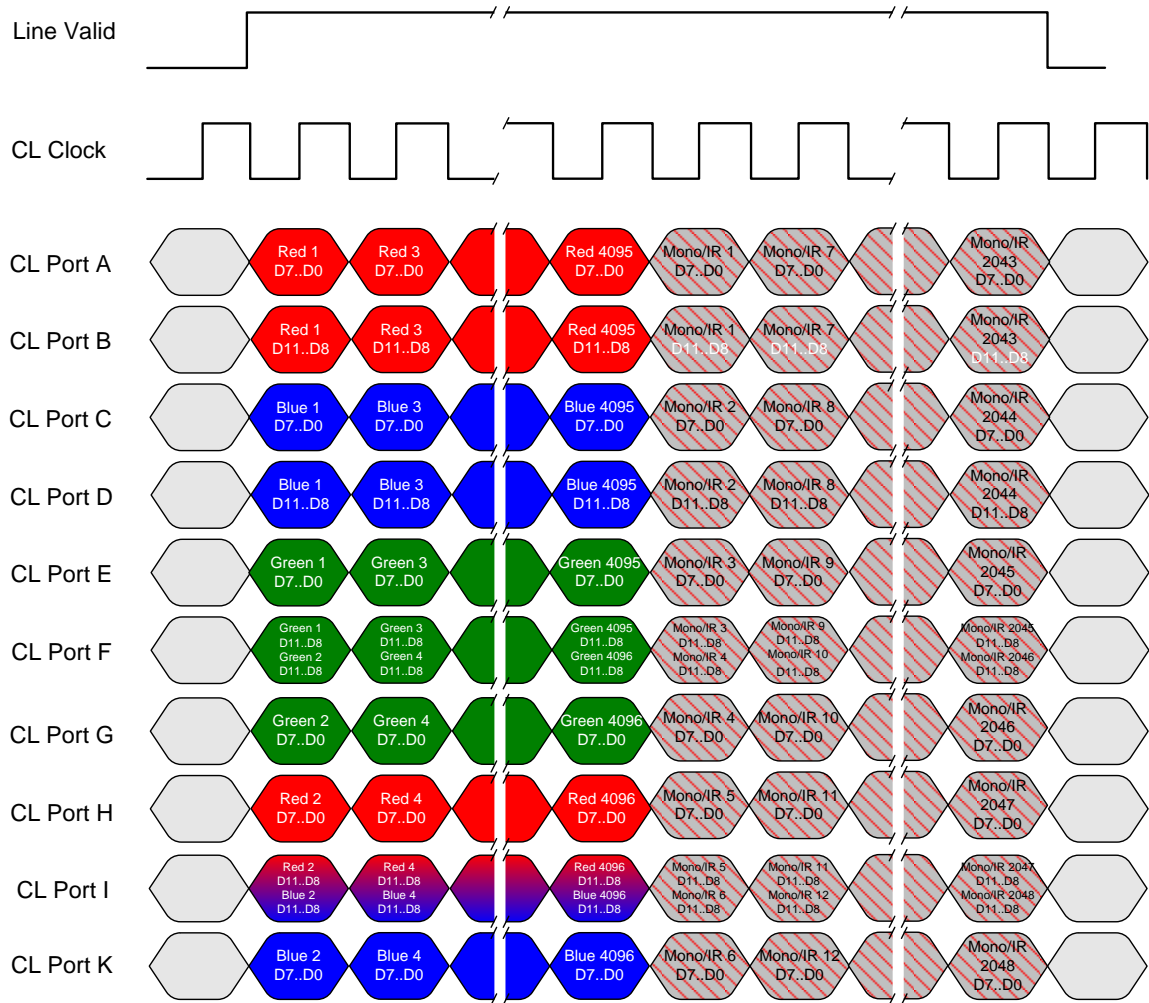 Line Valid
CL Clock
CL Port A
Red 1
D7..D0
Red 3
D7..D0
Red 4095
D7..D0
Mono/IR 1
D7..D0
Mono/IR 7
D7..D0
Mono/IR
2043
D7..D0
CL Port B
Red 1
D11..D8
Red 3
D11..D8
Red 4095
D11..D8
Mono/IR 1
D11..D8
Mono/IR 7
D11..D8
Mono/IR
2043
D11..D8
CL Port C
Blue 1
D7..D0
Blue 3
D7..D0
Blue 4095
D7..D0
Mono/IR 2
D7..D0
Mono/IR 8
D7..D0
Mono/IR
2044
D7..D0
CL Port D
Blue 1
D11..D8
Blue 3
D11..D8
Blue 4095
D11..D8
Mono/IR 2
D11..D8
Mono/IR 8
D11..D8
Mono/IR
2044
D11..D8
CL Port E
Green 1
D7..D0
Green 3
D7..D0
Green 4095
D7..D0
Mono/IR 3
D7..D0
Mono/IR 9
D7..D0
Mono/IR
2045
D7..D0
CL Port F
Green 1
D11..D8
Green 2
D11..D8
Green 3
D11..D8
Green 4
D11..D8
Green 4095
D11..D8
Green 4096
D11..D8
Mono/IR 3
D11..D8
Mono/IR 4
D11..D8
Mono/IR 9
D11..D8
Mono/IR 10
D11..D8
Mono/IR 2045
D11..D8
Mono/IR 2046
D11..D8
CL Port G
Green 2
D7..D0
Green 4
D7..D0
Green 4096
D7..D0
Mono/IR 4
D7..D0
Mono/IR 10
D7..D0
Mono/IR
2046
D7..D0
CL Port H
Red 2
D7..D0
Red 4
D7..D0
Red 4096
D7..D0
Mono/IR 5
D7..D0
Mono/IR 11
D7..D0
Mono/IR
2047
D7..D0
CL Port I
Red 2
D11..D8
Blue 2
D11..D8
Red 4
D11..D8
Blue 4
D11..D8
Red 4096
D11..D8
Blue 4096
D11..D8
Mono/IR 5
D11..D8
Mono/IR 6
D11..D8
Mono/IR 11
D11..D8
Mono/IR 12
D11..D8
Mono/IR 2047
D11..D8
Mono/IR 2048
D11..D8
CL Port K
Blue 2
D7..D0
Blue 4
D7..D0
Blue 4096
D7..D0
Mono/IR 6
D7..D0
Mono/IR 12
D7..D0
Mono/IR
2048
D7..D0